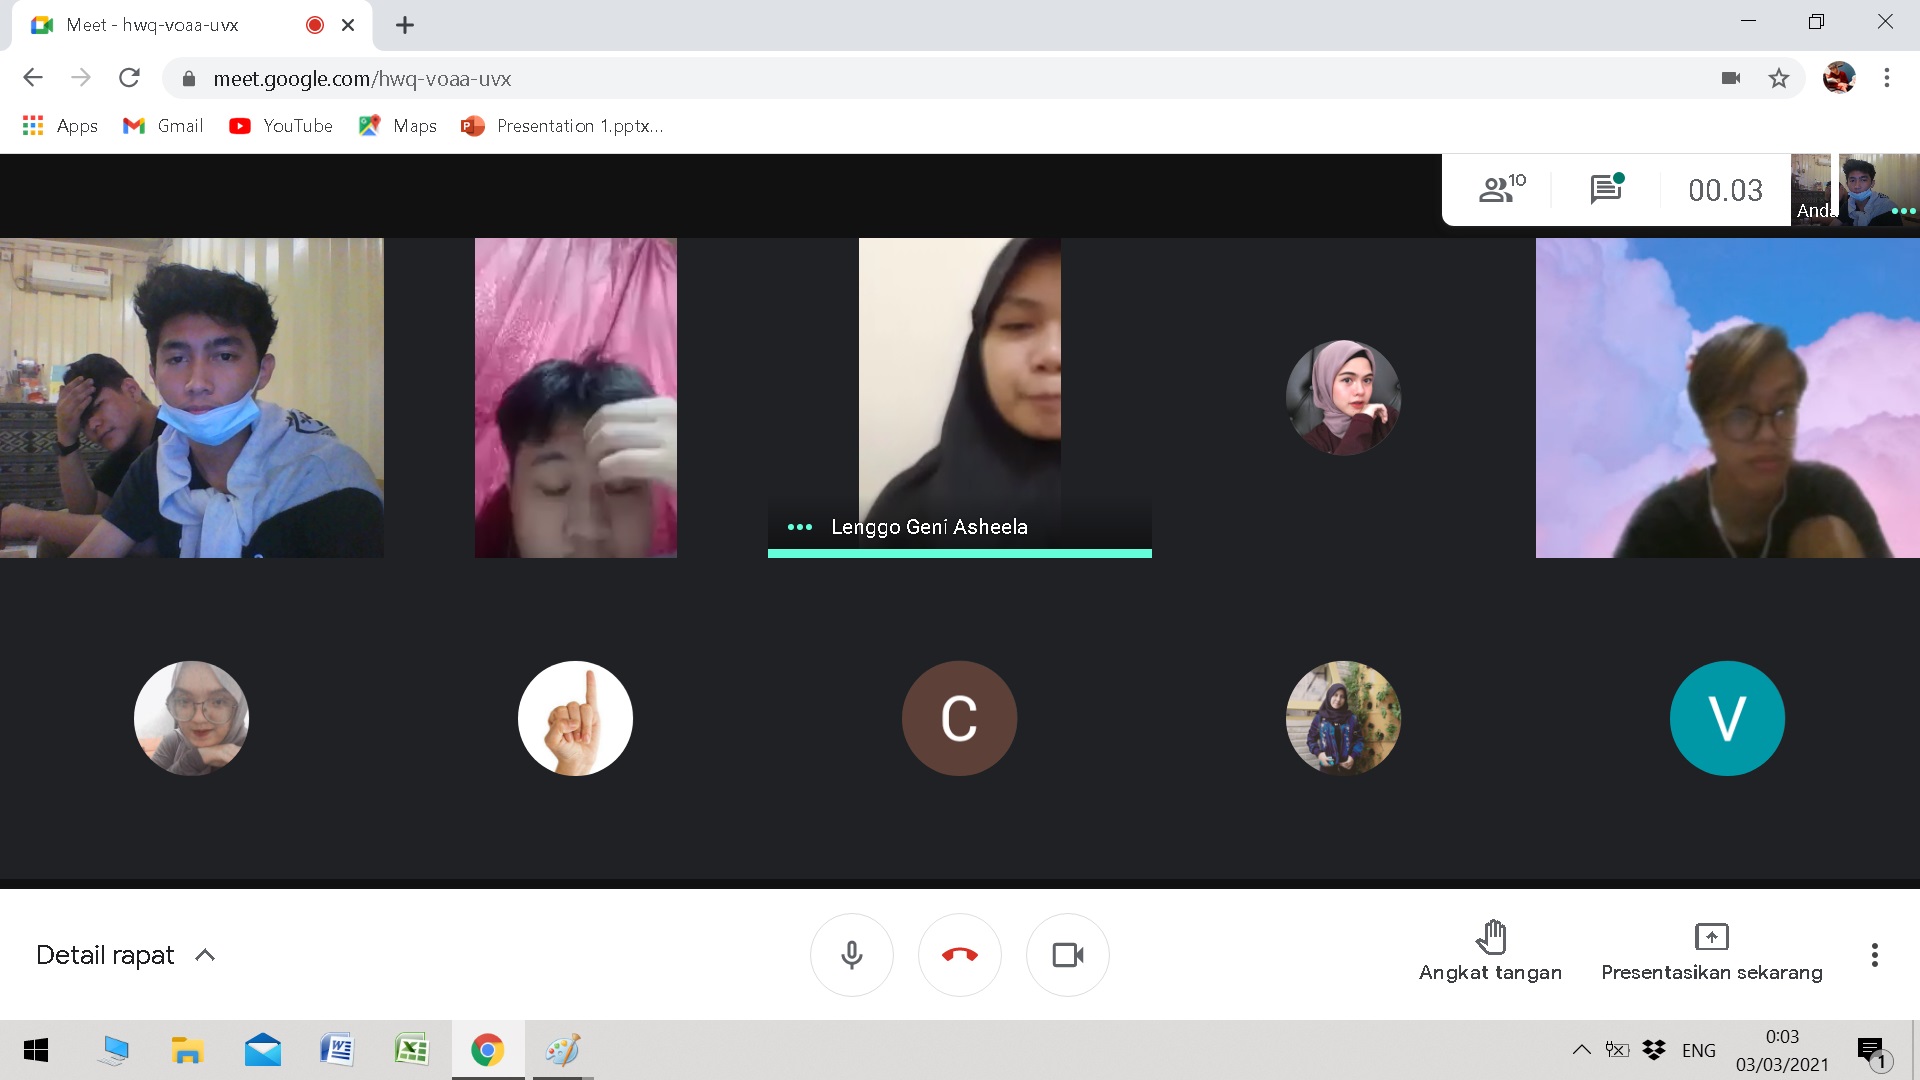 Meet - hwq-voaa-uvx
meet.google.com/hwq-voaa-uvx
Apps
Gmail
YouTube
Maps
Presentation 1.pptx...
10
00.03
Anda
Lenggo Geni Asheela
C
V
Detail rapat
Angkat tangan
Presentasikan sekarang
ENG
0:03
03/03/2021
1